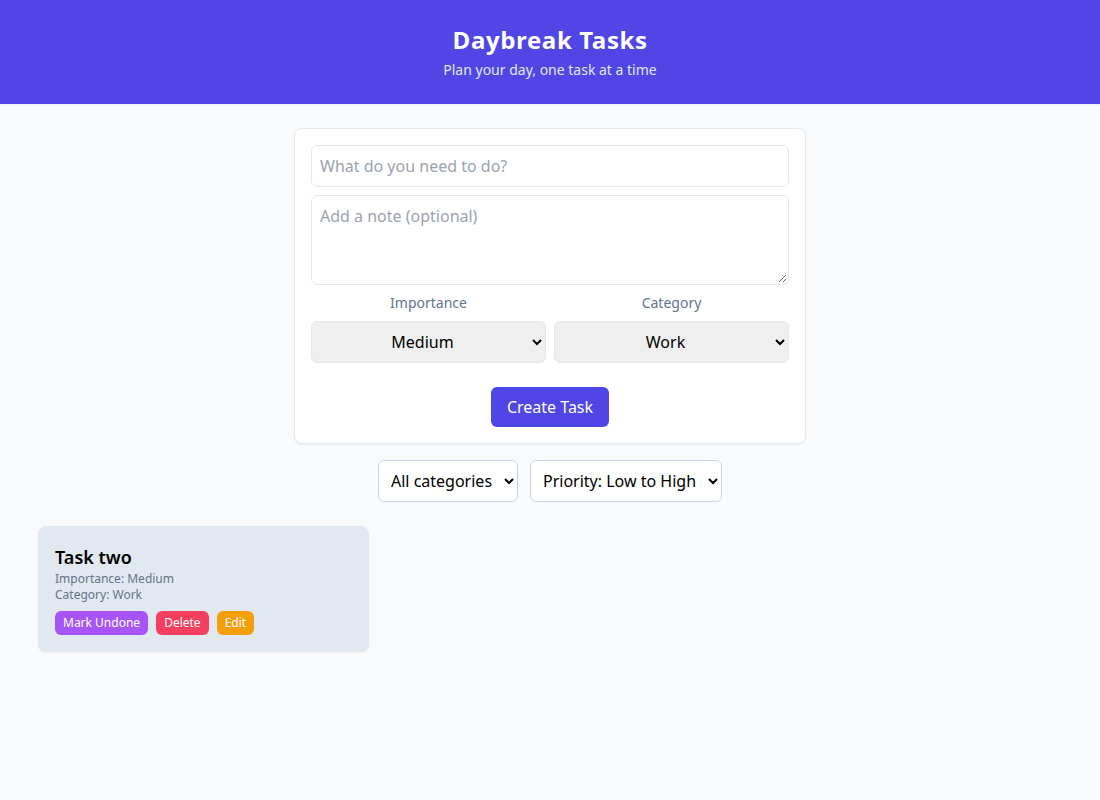 Daybreak Tasks
Plan your day, one task at a time
What do you need to do?
Add a note (optional)
Importance
Category
Medium
Work
Create Task
All categories
Priority: Low to High
Task two
Importance: Medium
Category: Work
Mark Undone
Delete
Edit